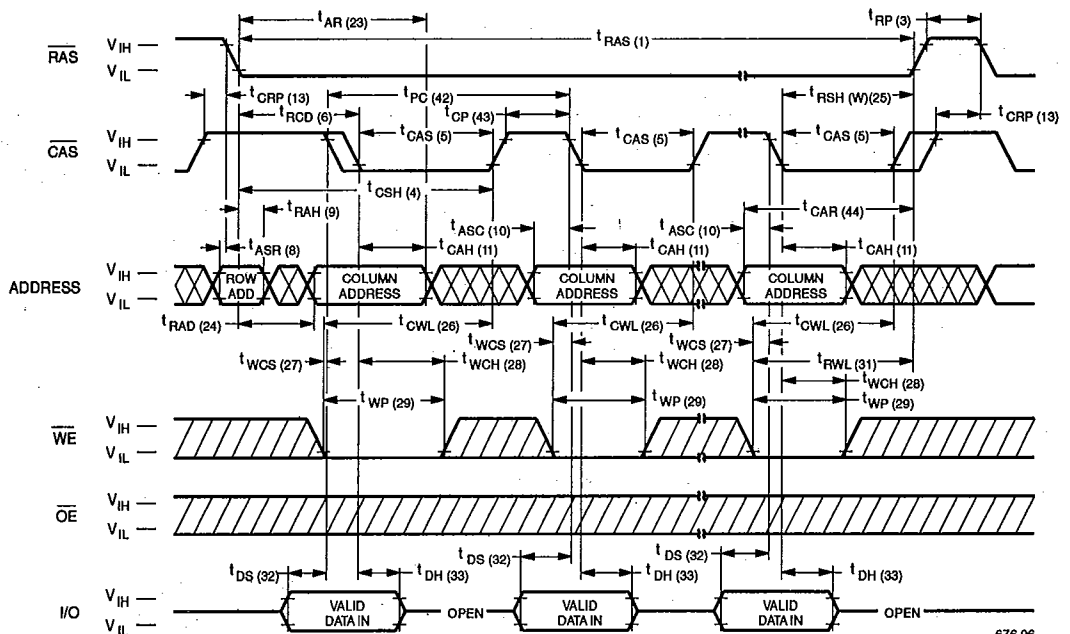 t AR (23)
t RP (3)
RAS
V IH
V IL
t RAS (1)
t CRP (13)
t RCD (6)
t PC (42)
t CP (43)
t RSH (W)(25)
t CRP (13)
CAS
V IH
V IL
t CAS (5)
t CAS (5)
t CAS (5)
t CSH (4)
t RAH (9)
t ASR (8)
t ASC (10)
t ASC (10)
t CAR (44)
t CAH (11)
t CAH (11)
t CAH (11)
ADDRESS
V IH
V IL
ROW
ADD
COLUMN
ADDRESS
COLUMN
ADDRESS
COLUMN
ADDRESS
t RAD (24)
t CWL (26)
t CWL (26)
t CWL (26)
t WCS (27)
t WCS (27)
t WCS (27)
t WCH (28)
t WCH (28)
t RWL (31)
t WCH (28)
t WP (29)
t WP (29)
t WP (29)
WE
V IH
V IL
OE
V IH
V IL
t DS (32)
t DS (32)
t DS (32)
t DH (33)
t DH (33)
t DH (33)
I/O
V IH
V IL
VALID
DATA IN
OPEN
VALID
DATA IN
VALID
DATA IN
OPEN